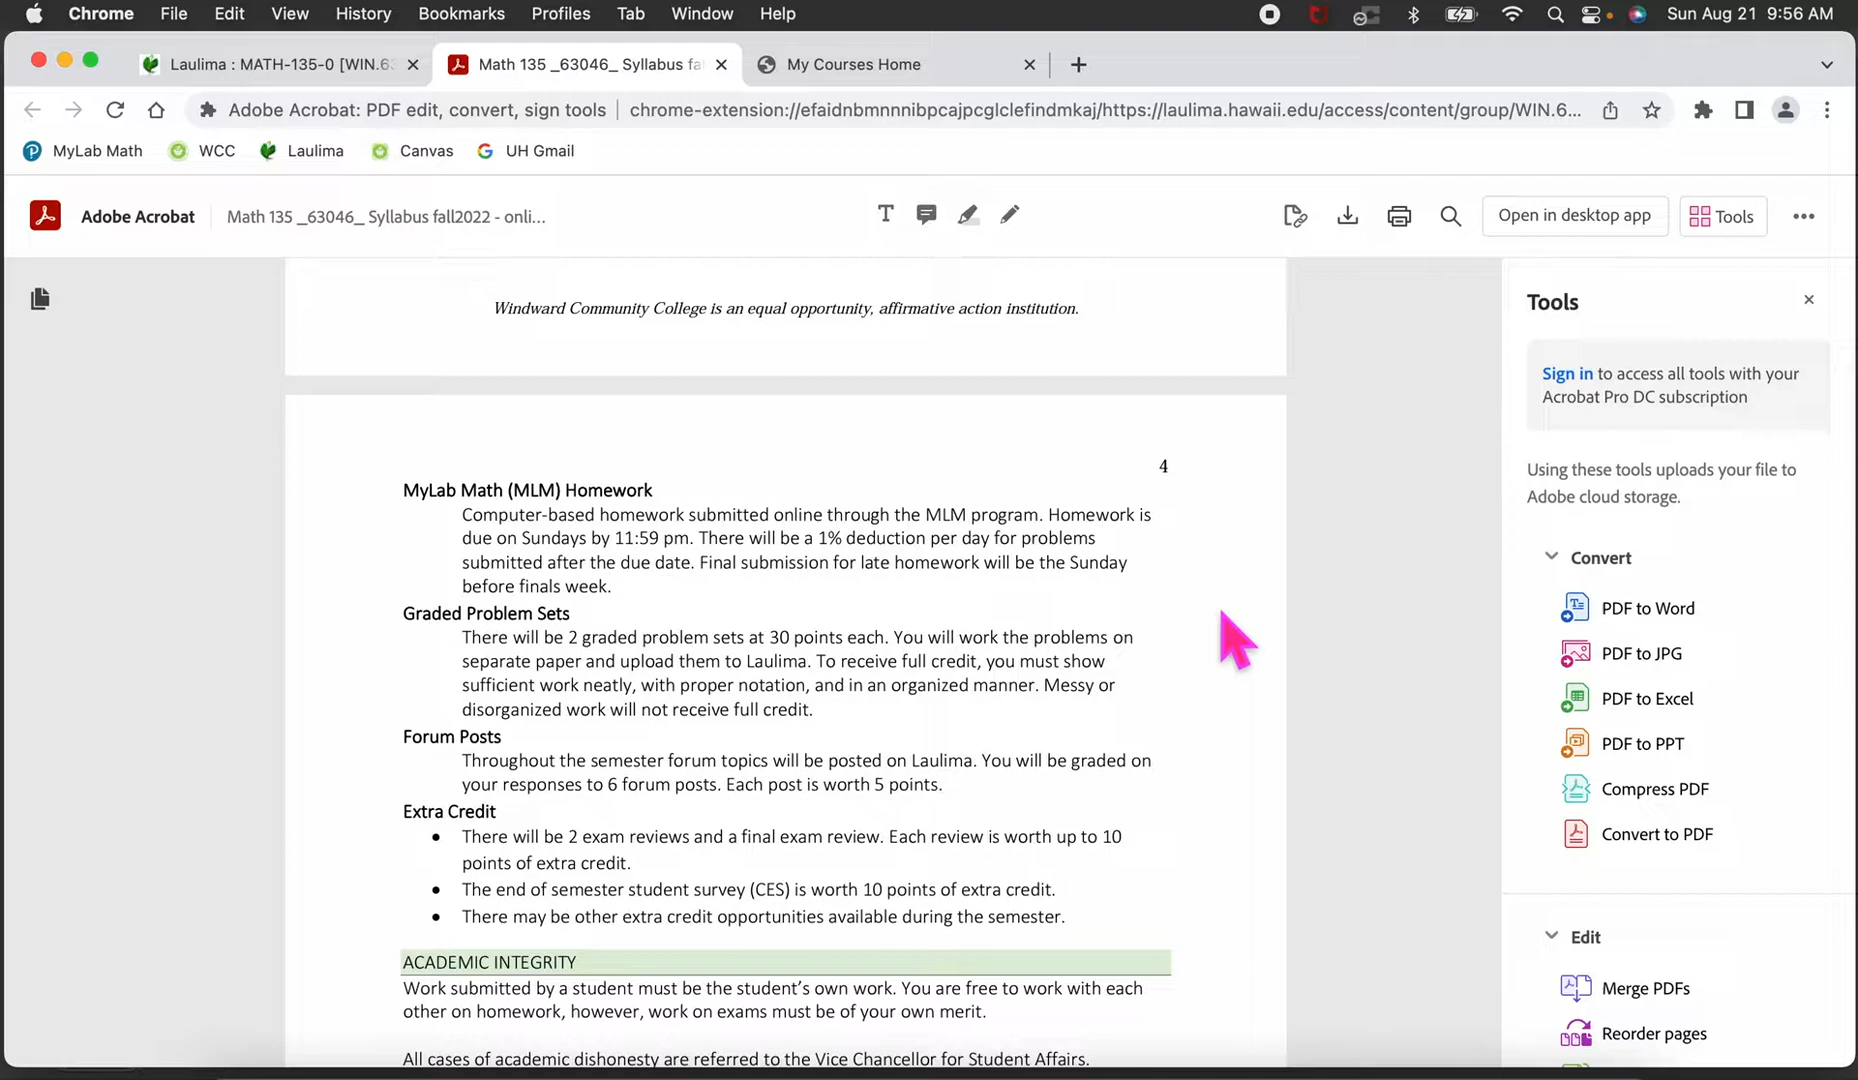 Chrome File Edit View History Bookmarks Profiles Tab Window Help Sun Aug 21 9:56 AM
Laulima : MATH-135-0 [WIN.63 Math 135 _63046_ Syllabus fa My Courses Home
Adobe Acrobat: PDF edit, convert, sign tools chrome-extension://efaidnbmnnnibpcajpcglclefindmkaj/https://laulima.hawaii.edu/access/content/group/WIN.6...
MyLab Math WCC Laulima Canvas UH Gmail
Adobe Acrobat Math 135 _63046_ Syllabus fall2022 - onli... Open in desktop app Tools
Windward Community College is an equal opportunity, affirmative action institution.
4
MyLab Math (MLM) Homework
Computer-based homework submitted online through the MLM program. Homework is
due on Sundays by 11:59 pm. There will be a 1% deduction per day for problems
submitted after the due date. Final submission for late homework will be the Sunday
before finals week.
Graded Problem Sets
There will be 2 graded problem sets at 30 points each. You will work the problems on
separate paper and upload them to Laulima. To receive full credit, you must show
sufficient work neatly, with proper notation, and in an organized manner. Messy or
disorganized work will not receive full credit.
Forum Posts
Throughout the semester forum topics will be posted on Laulima. You will be graded on
your responses to 6 forum posts. Each post is worth 5 points.
Extra Credit
• There will be 2 exam reviews and a final exam review. Each review is worth up to 10
points of extra credit.
• The end of semester student survey (CES) is worth 10 points of extra credit.
• There may be other extra credit opportunities available during the semester.
ACADEMIC INTEGRITY
Work submitted by a student must be the student’s own work. You are free to work with each
other on homework, however, work on exams must be of your own merit.
All cases of academic dishonesty are referred to the Vice Chancellor for Student Affairs.
Tools
Sign in to access all tools with your
Acrobat Pro DC subscription
Using these tools uploads your file to
Adobe cloud storage.
Convert
PDF to Word
PDF to JPG
PDF to Excel
PDF to PPT
Compress PDF
Convert to PDF
Edit
Merge PDFs
Reorder pages